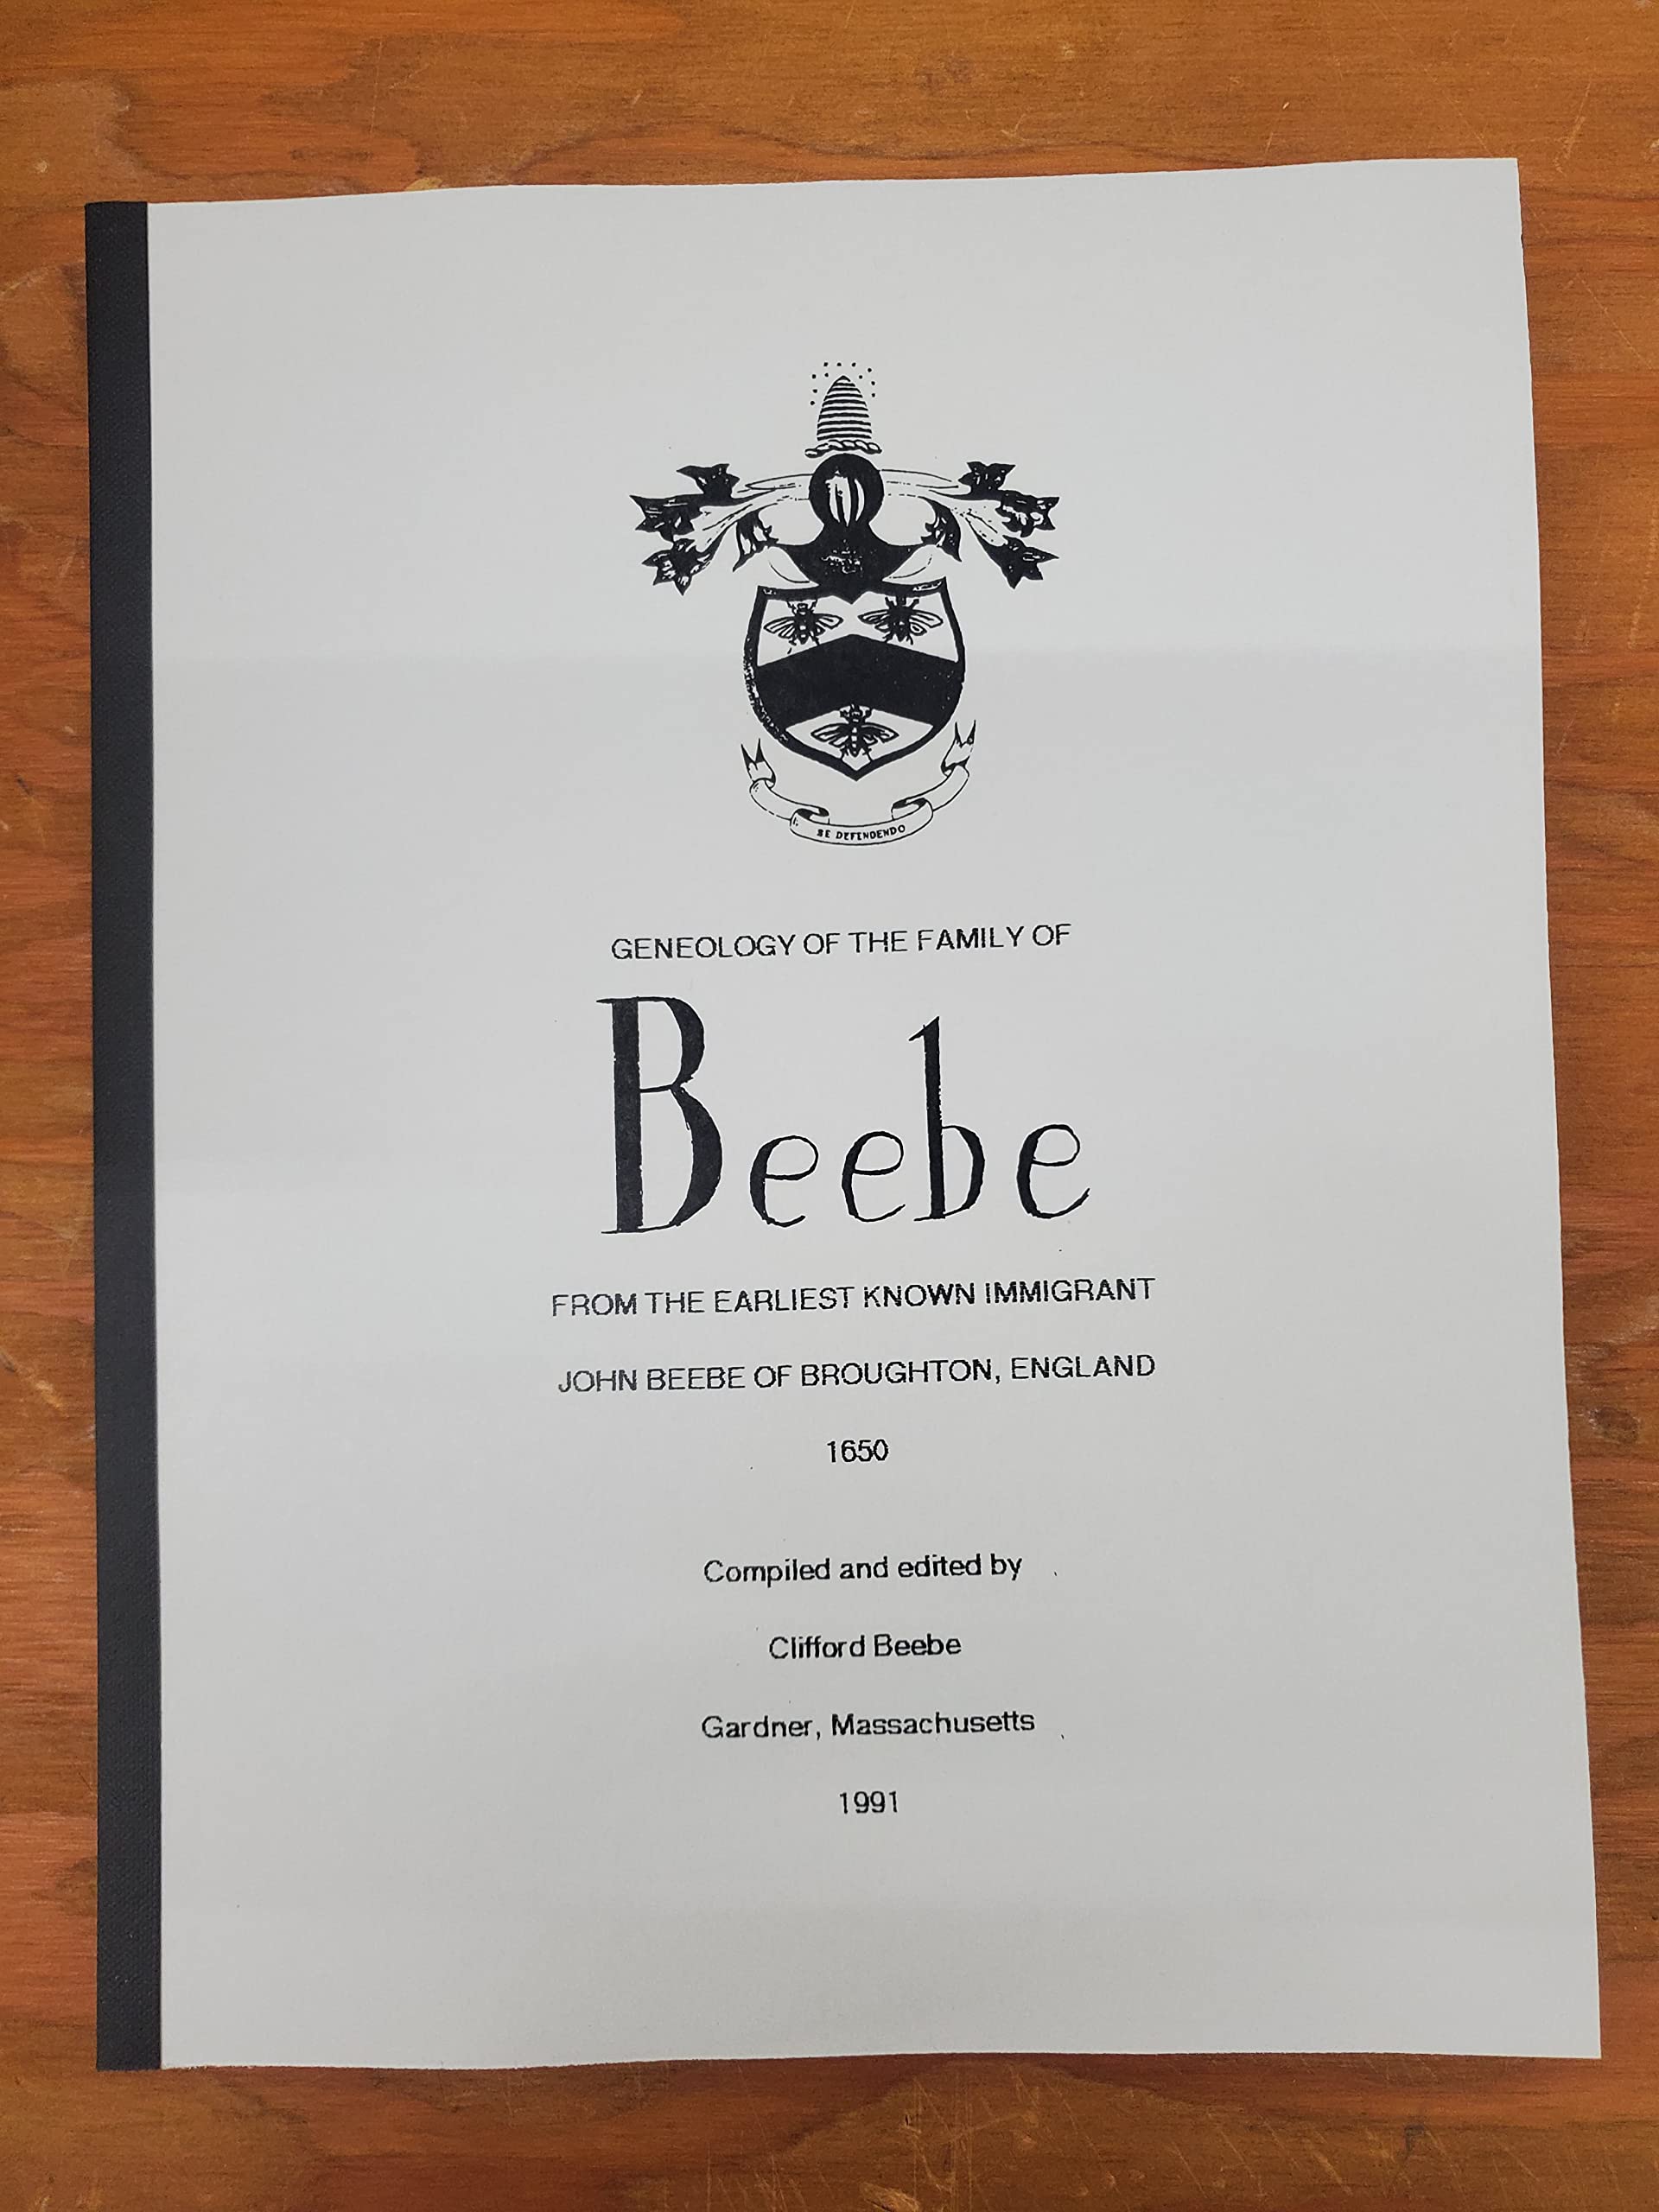 SE DEFENDENDO
GENEOLOGY OF THE FAMILY OF
Beebe
FROM THE EARLIEST KNOWN IMMIGRANT
JOHN BEEBE OF BROUGHTON, ENGLAND
1650
Compiled and edited by
Clifford Beebe
Gardner, Massachusetts
1991